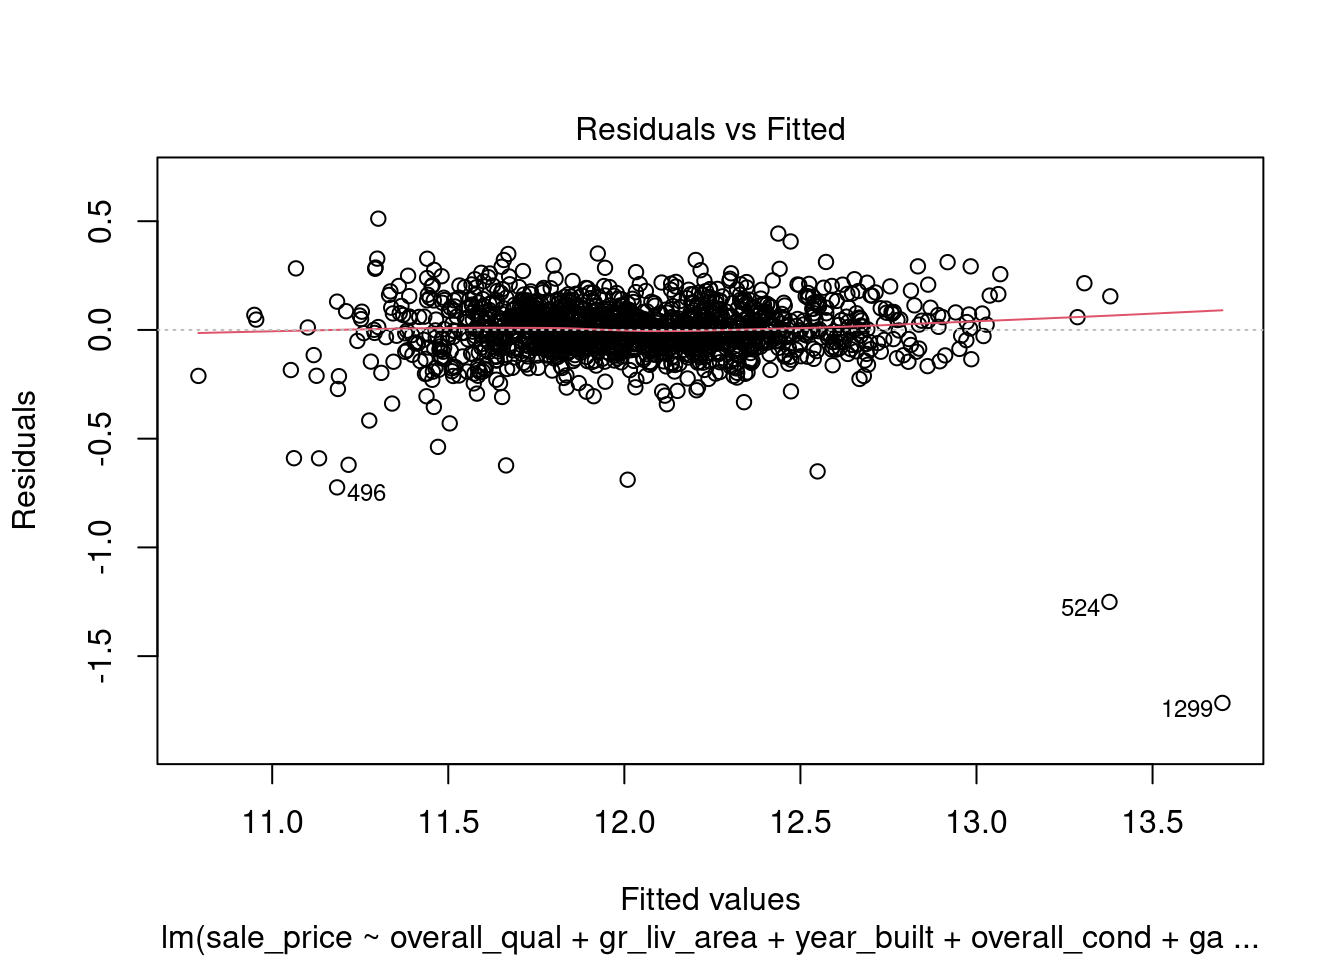 Residuals vs Fitted
Residuals
0.5
0.0
-0.5
-1.0
-1.5
496
524
1299
11.0 11.5 12.0 12.5 13.0 13.5
Fitted values
lm(sale_price ~ overall_qual + gr_liv_area + year_built + overall_cond + ga ...